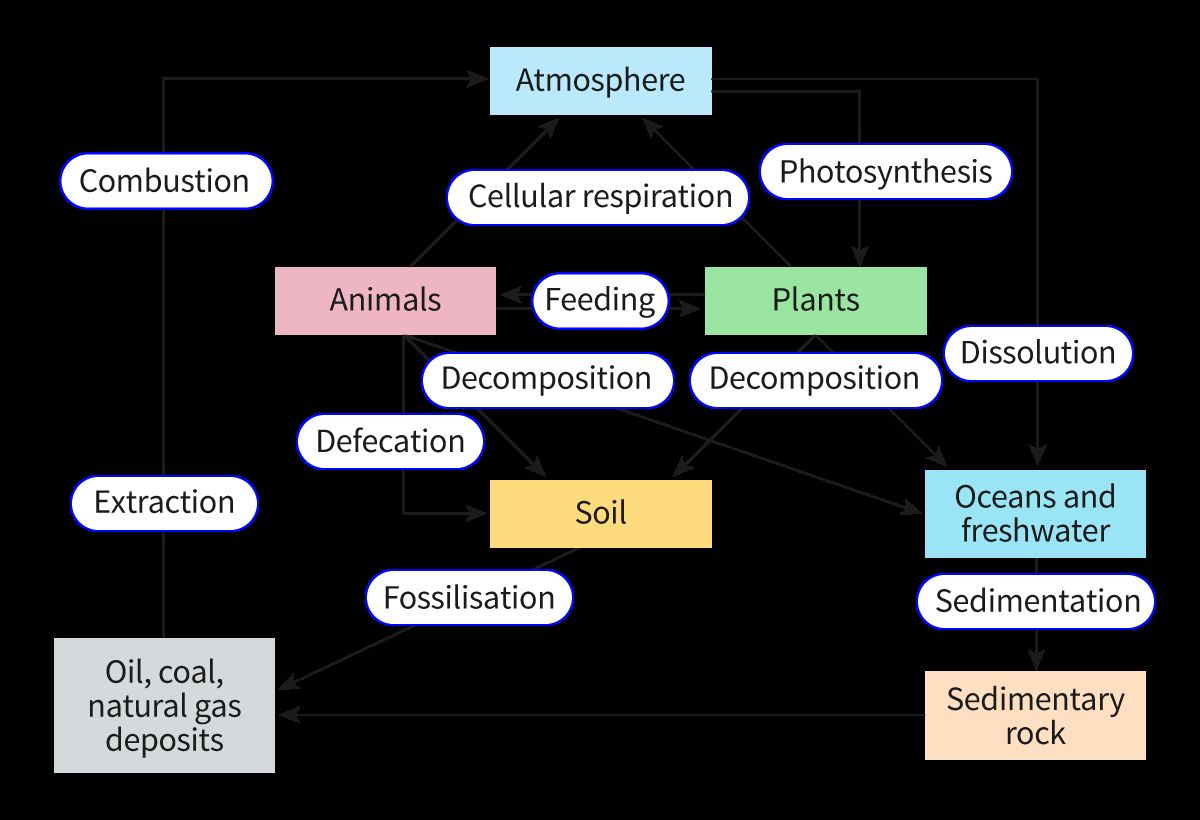 Atmosphere
Combustion
Cellular respiration
Photosynthesis
Animals
Feeding
Plants
Dissolution
Decomposition
Decomposition
Defecation
Extraction
Soil
Oceans and
freshwater
Fossilisation
Sedimentation
Oil, coal,
natural gas
deposits
Sedimentary
rock